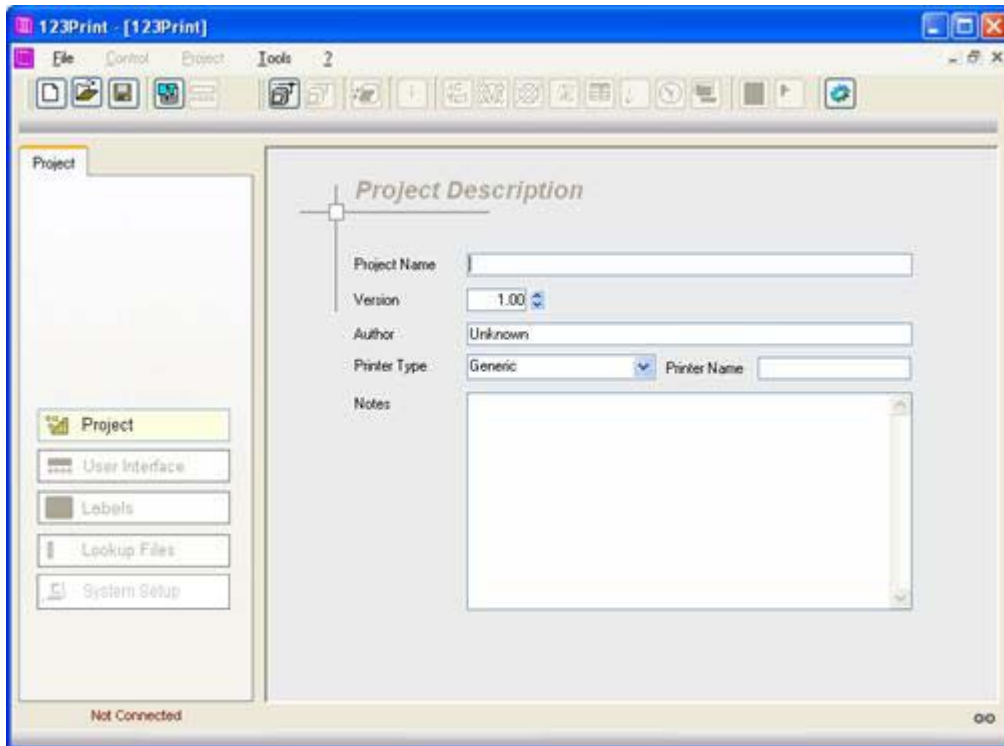 123Print - [123Print]
File Control Project Tools ?
Project
Project Description
Project Name
Version 1.00
Author Unknown
Printer Type Generic Printer Name
Notes
Project
User Interface
Labels
Lookup Files
System Setup
Not Connected